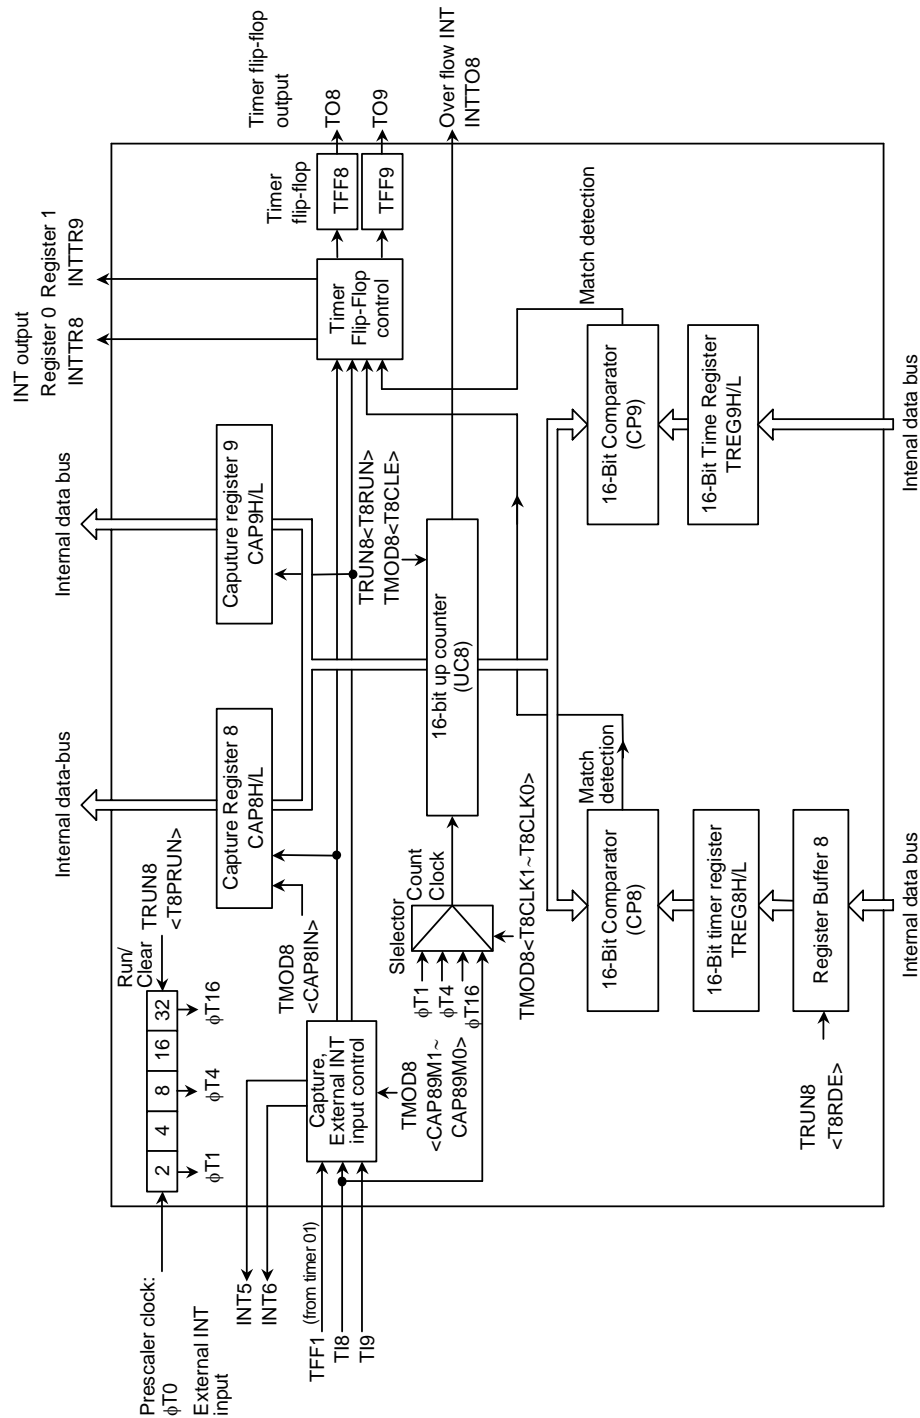 Prescaler clock:
ϕT0
External INT
input
2
4
8
16
32
ϕT1
ϕT4
ϕT16
Run/
Clear
TRUN8
<T8PRUN>
Internal data-bus
Internal data bus
INT output
Register 0
INTTR8
Register 1
INTTR9
INT5
INT6
TFF1
(from timer 01)
TI8
TI9
Capture,
External INT
input control
TMOD8
<CAP8IN>
Capture Register 8
CAP8H/L
Caputure register 9
CAP9H/L
Timer
Flip-Flop
control
Timer
flip-flop
TFF8
TFF9
Timer flip-flop
output
TO8
TO9
TMOD8
<CAP89M1~
CAP89M0>
Slelector
ϕT1
ϕT4
ϕT16
Count
Clock
TMOD8<T8CLK1~T8CLK0>
TRUN8<T8RUN>
TMOD8<T8CLE>
16-bit up counter
(UC8)
Over flow INT
INTTO8
Match
detection
Match detection
16-Bit Comparator
(CP8)
16-Bit Comparator
(CP9)
16-Bit timer register
TREG8H/L
16-Bit Time Register
TREG9H/L
Register Buffer 8
TRUN8
<T8RDE>
Internal data bus
Intenal data bus